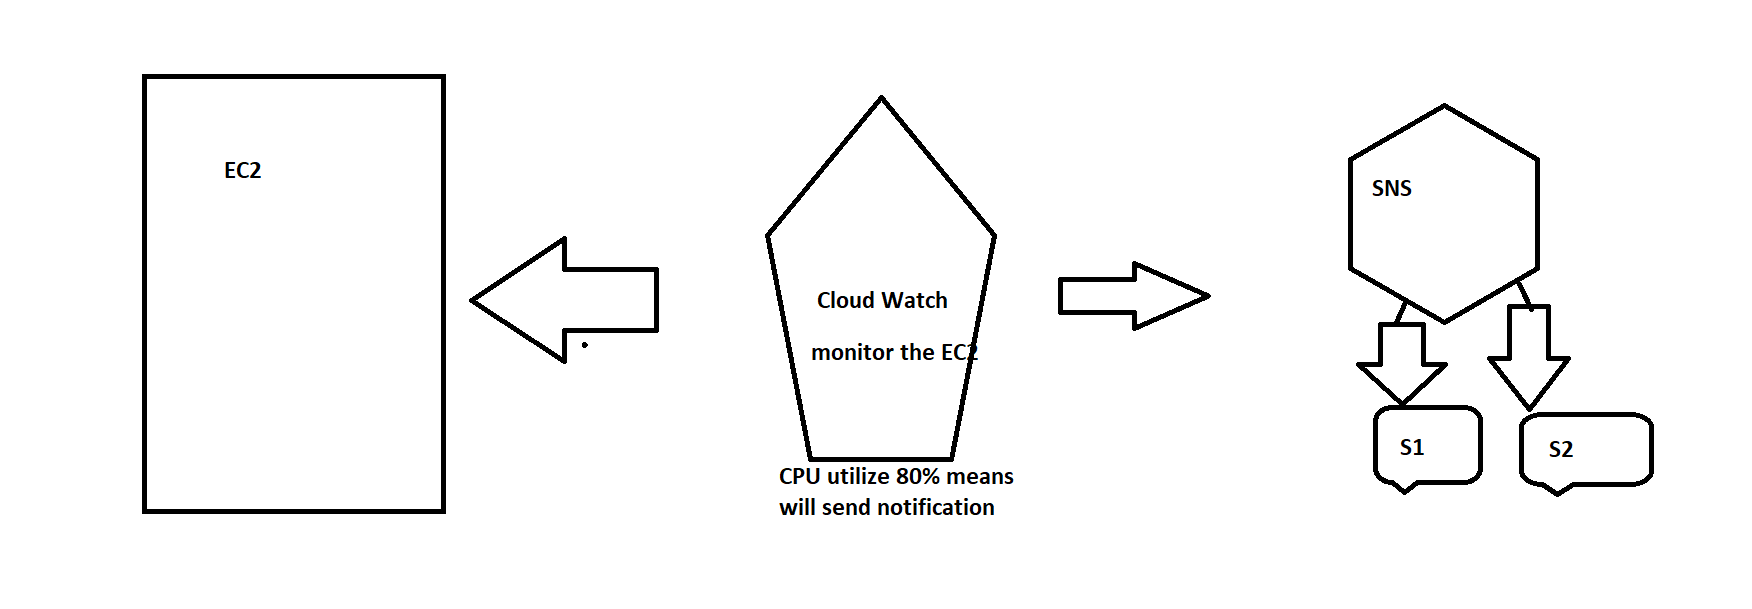 EC2
Cloud Watch
monitor the EC2
CPU utilize 80% means
will send notification
SNS
S1
S2